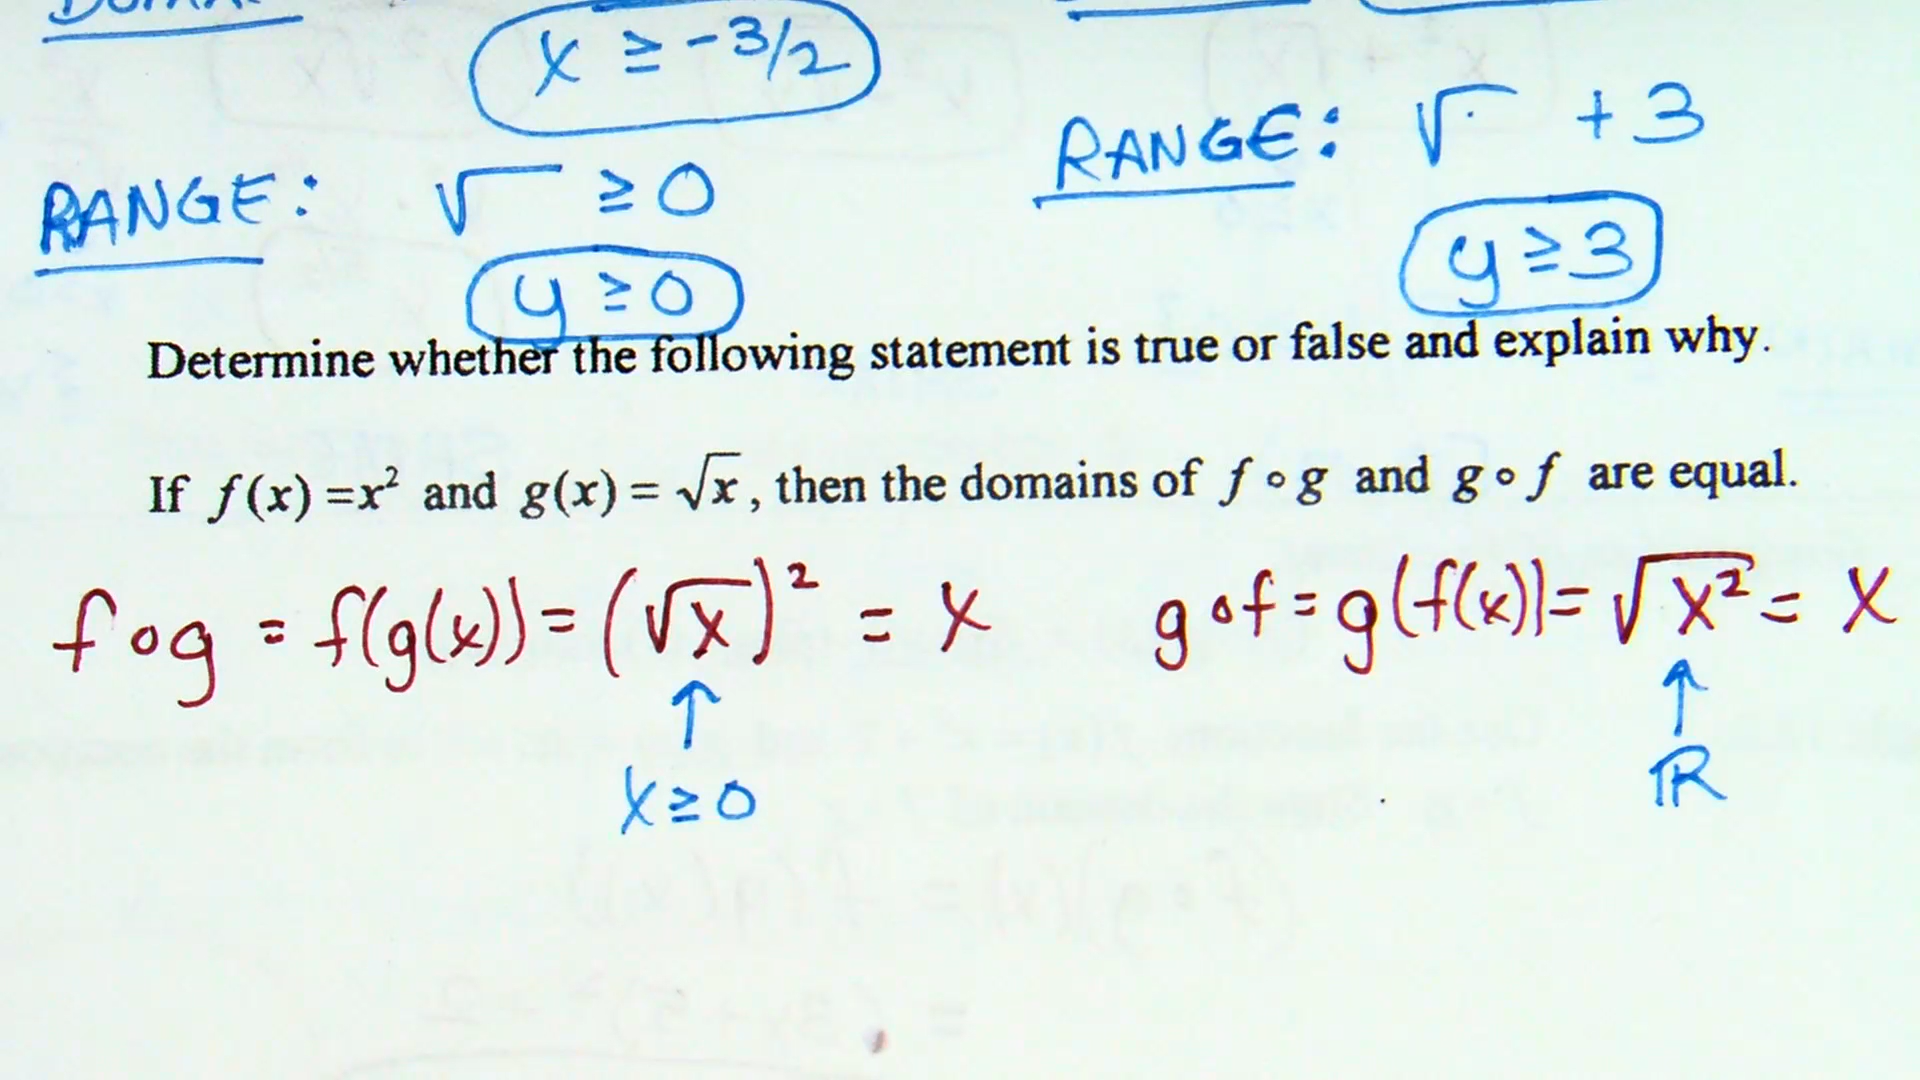 x ≥ -3/2
RANGE: √ ≥ 0
y ≥ 0
RANGE: √ + 3
y ≥ 3
Determine whether the following statement is true or false and explain why.
If f(x) = x² and g(x) = √x, then the domains of f ∘ g and g ∘ f are equal.
f ∘ g = f(g(x)) = (√x)² = x
↑
x ≥ 0
g ∘ f = g(f(x)) = √x² = x
↑
ℝ